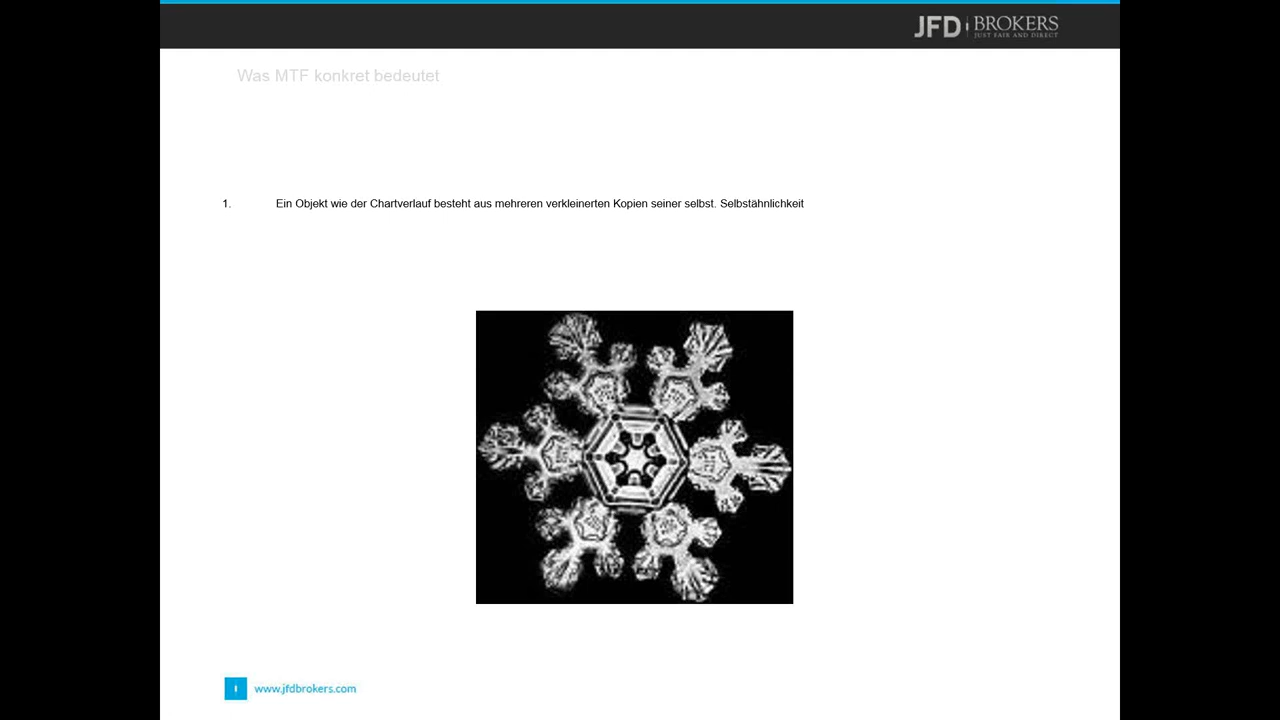 JFD BROKERS
JUST FAIR AND DIRECT
Was MTF konkret bedeutet
1. Ein Objekt wie der Chartverlauf besteht aus mehreren verkleinerten Kopien seiner selbst. Selbstähnlichkeit
www.jfdbrokers.com